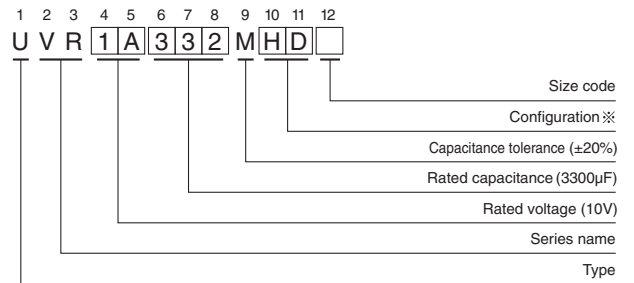 1 2 3 4 5 6 7 8 9 10 11 12
U V R 1 A 3 3 2 M H D
Size code
Configuration※
Capacitance tolerance (±20%)
Rated capacitance (3300µF)
Rated voltage (10V)
Series name
Type